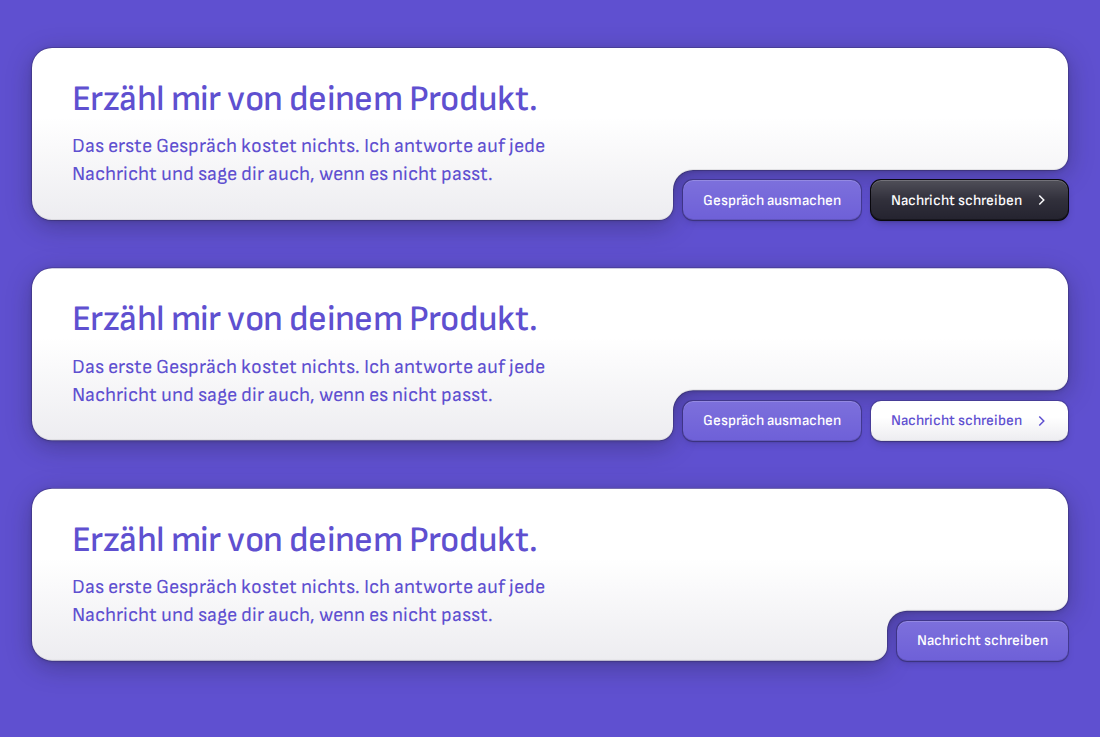 Erzähl mir von deinem Produkt.
Das erste Gespräch kostet nichts. Ich antworte auf jede
Nachricht und sage dir auch, wenn es nicht passt.
Gespräch ausmachen
Nachricht schreiben
Erzähl mir von deinem Produkt.
Das erste Gespräch kostet nichts. Ich antworte auf jede
Nachricht und sage dir auch, wenn es nicht passt.
Gespräch ausmachen
Nachricht schreiben
Erzähl mir von deinem Produkt.
Das erste Gespräch kostet nichts. Ich antworte auf jede
Nachricht und sage dir auch, wenn es nicht passt.
Nachricht schreiben